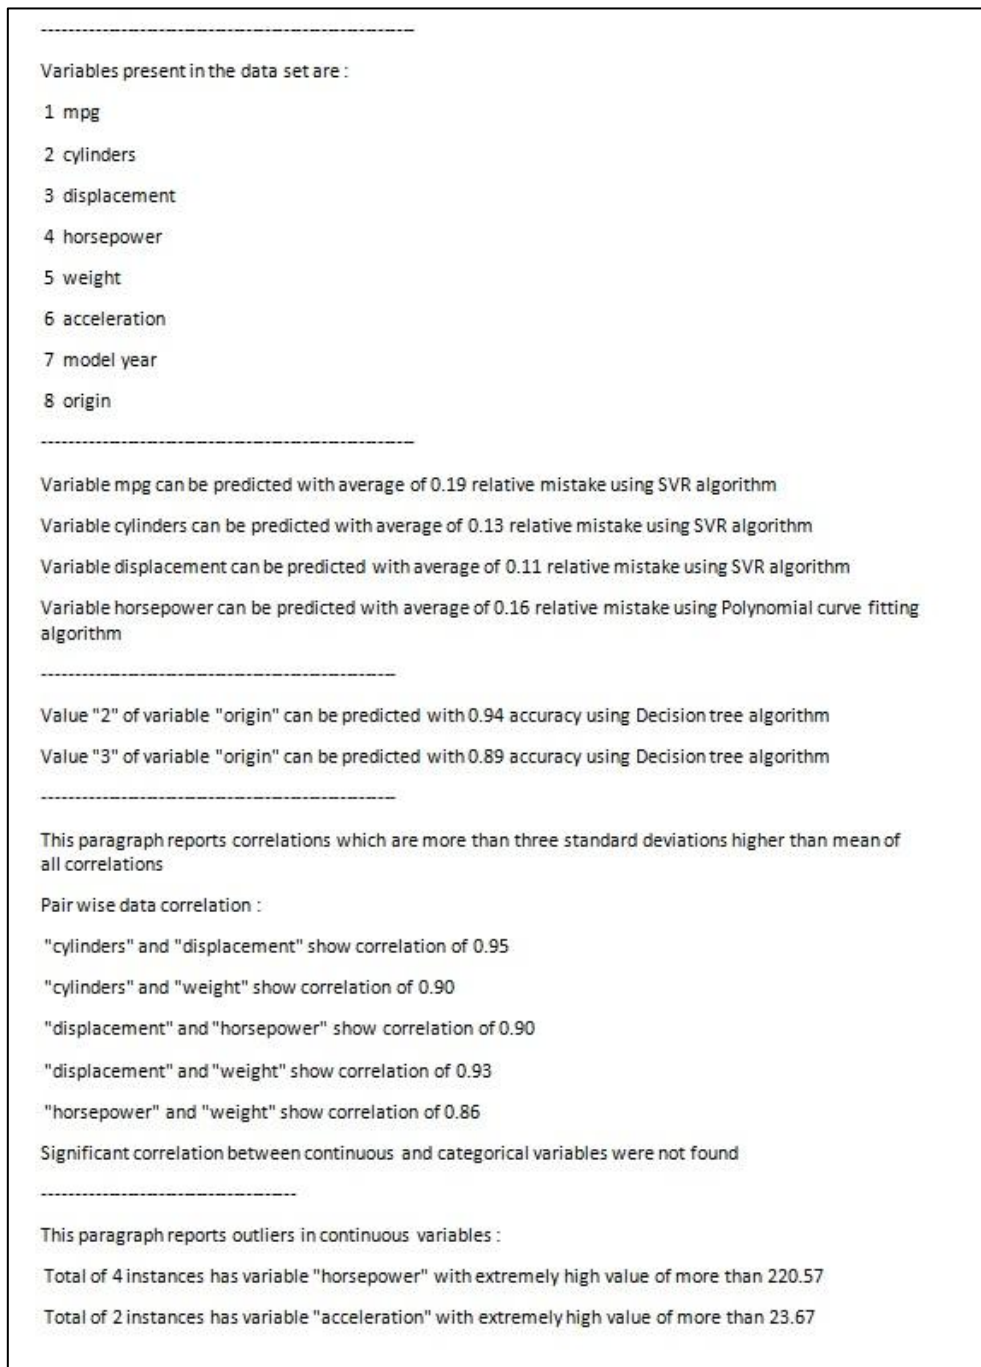 Variables present in the data set are :
1 mpg
2 cylinders
3 displacement
4 horsepower
5 weight
6 acceleration
7 model year
8 origin
Variable mpg can be predicted with average of 0.19 relative mistake using SVR algorithm
Variable cylinders can be predicted with average of 0.13 relative mistake using SVR algorithm
Variable displacement can be predicted with average of 0.11 relative mistake using SVR algorithm
Variable horsepower can be predicted with average of 0.16 relative mistake using Polynomial curve fitting
algorithm
Value "2" of variable "origin" can be predicted with 0.94 accuracy using Decision tree algorithm
Value "3" of variable "origin" can be predicted with 0.89 accuracy using Decision tree algorithm
This paragraph reports correlations which are more than three standard deviations higher than mean of
all correlations
Pair wise data correlation :
"cylinders" and "displacement" show correlation of 0.95
"cylinders" and "weight" show correlation of 0.90
"displacement" and "horsepower" show correlation of 0.90
"displacement" and "weight" show correlation of 0.93
"horsepower" and "weight" show correlation of 0.86
Significant correlation between continuous and categorical variables were not found
This paragraph reports outliers in continuous variables :
Total of 4 instances has variable "horsepower" with extremely high value of more than 220.57
Total of 2 instances has variable "acceleration" with extremely high value of more than 23.67